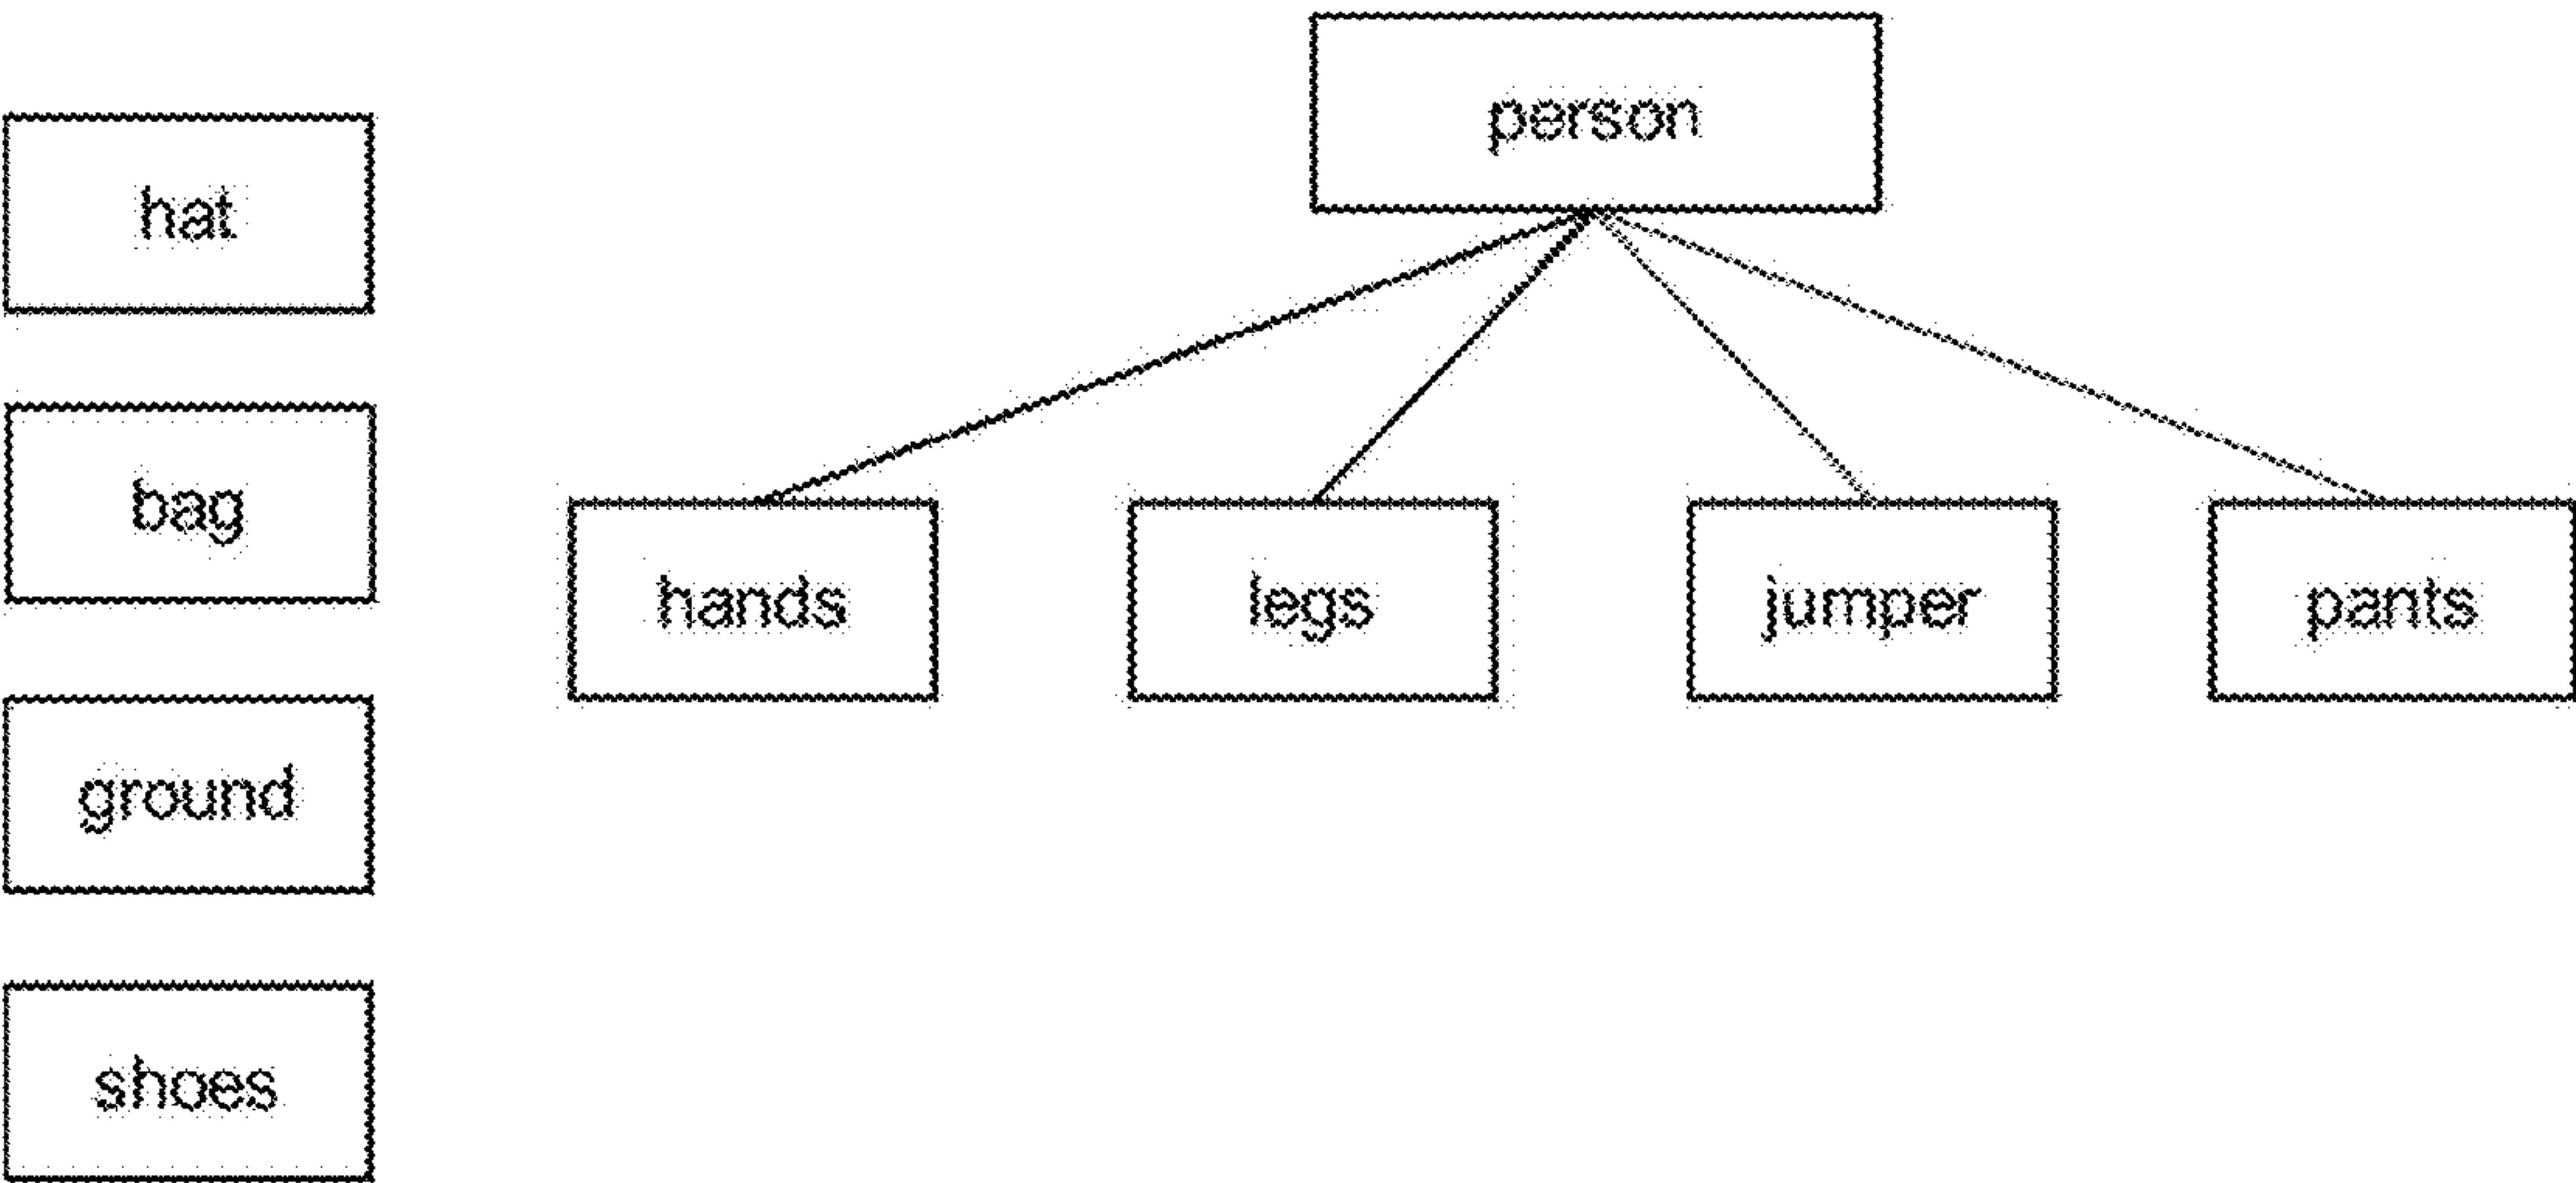 person
hat
bag
hands
legs
jumper
pants
ground
shoes